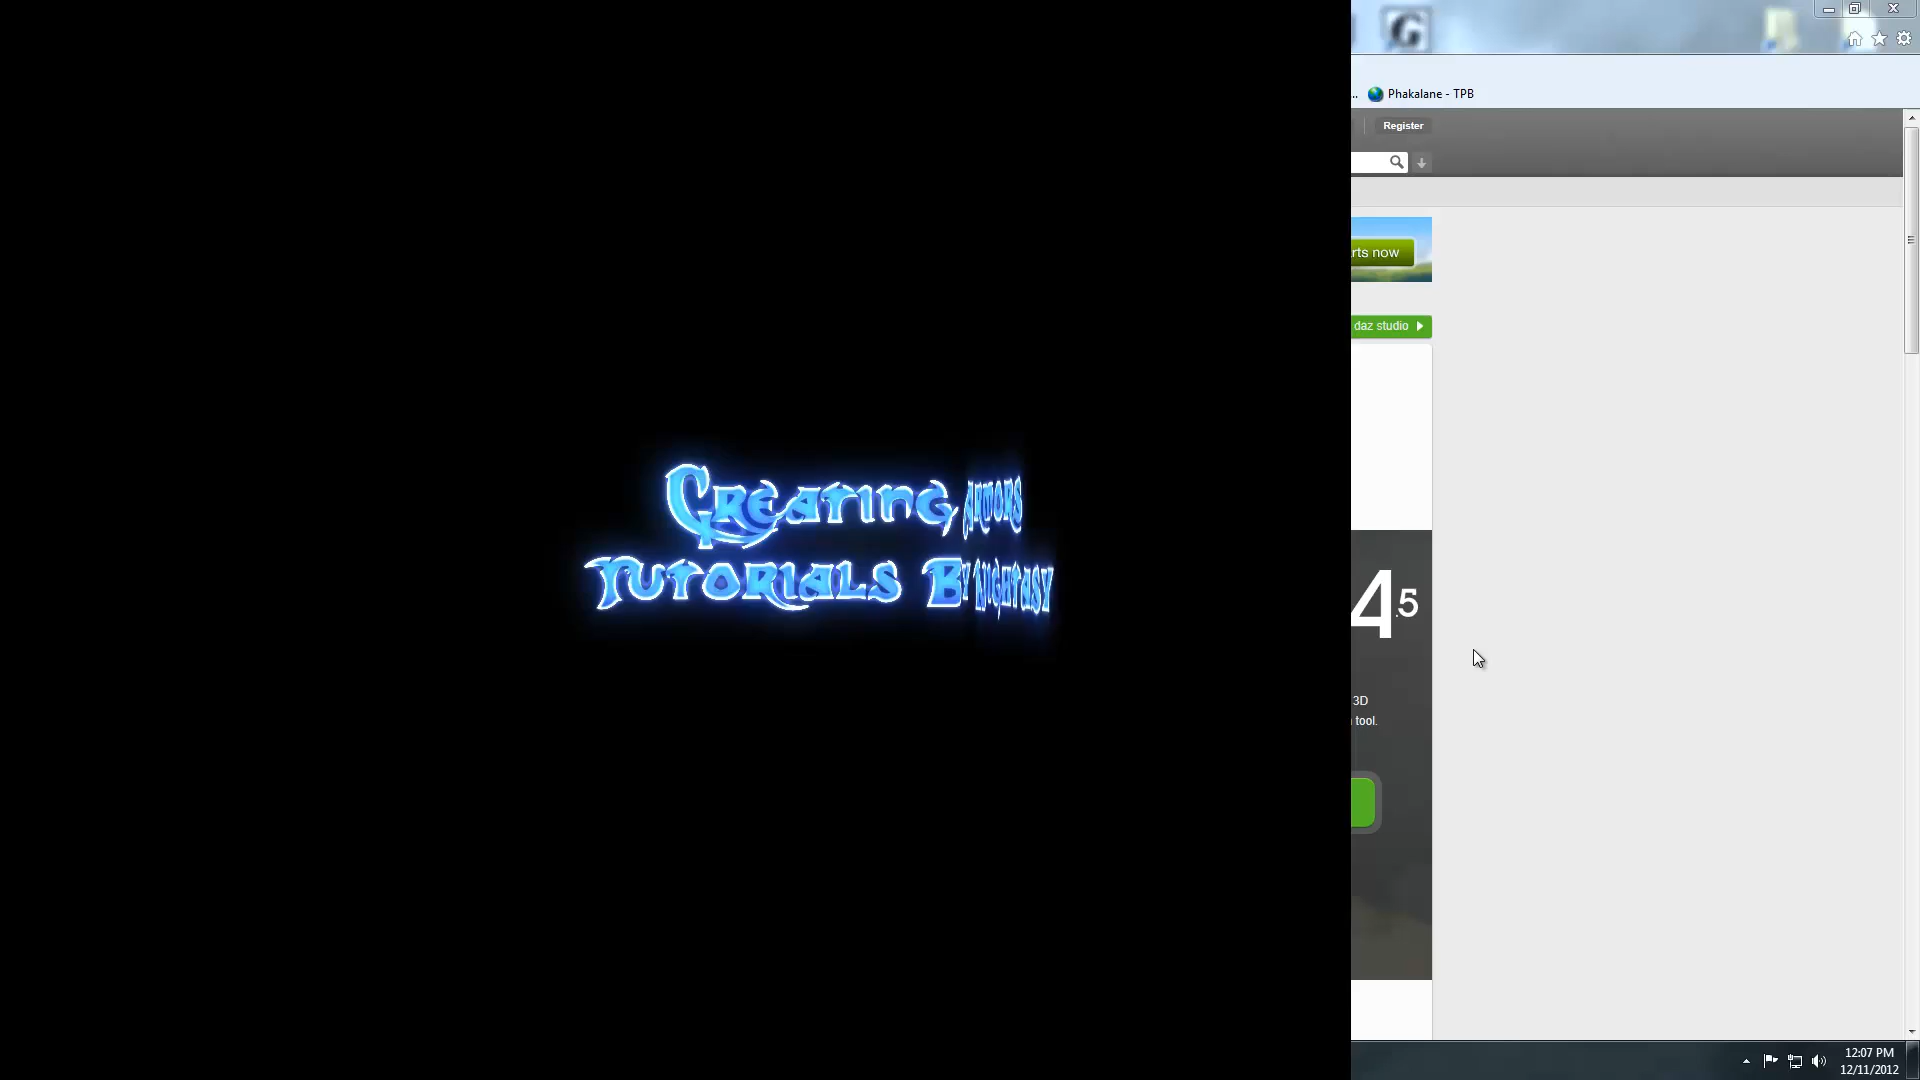 Creating Armors
Tutorials By Nightasy
G
.. Phakalane - TPB
Register
rts now
daz studio
4.5
3D
tool.
12:07 PM
12/11/2012